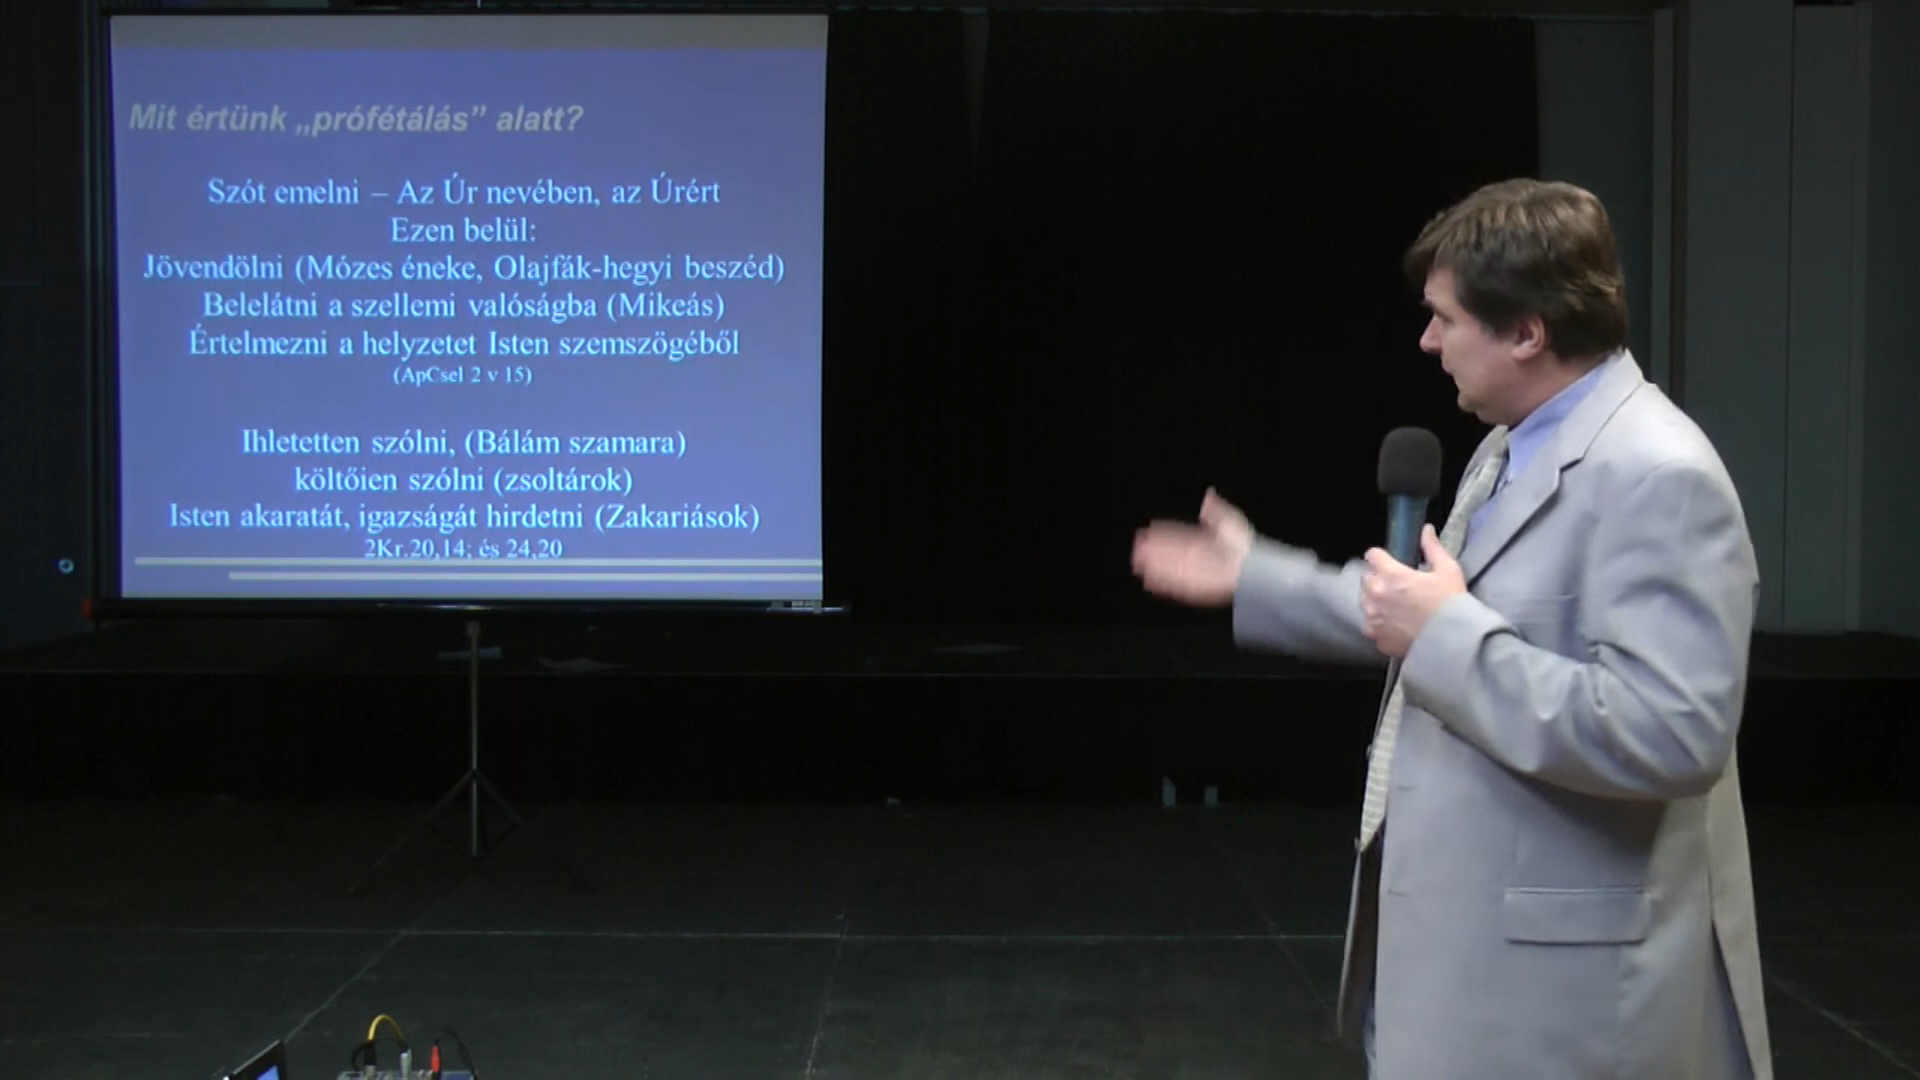 Mit értünk „prófétálás” alatt?
Szót emelni – Az Úr nevében, az Úrért
Ezen belül:
Jövendölni (Mózes éneke, Olajfák-hegyi beszéd)
Belelátni a szellemi valóságba (Mikeás)
Értelmezni a helyzetet Isten szemszögéből
(ApCsel 2 v 15)
Ihletetten szólni, (Bálám szamara)
költőien szólni (zsoltárok)
Isten akaratát, igazságát hirdetni (Zakariások)
2Kr.20,14; és 24,20